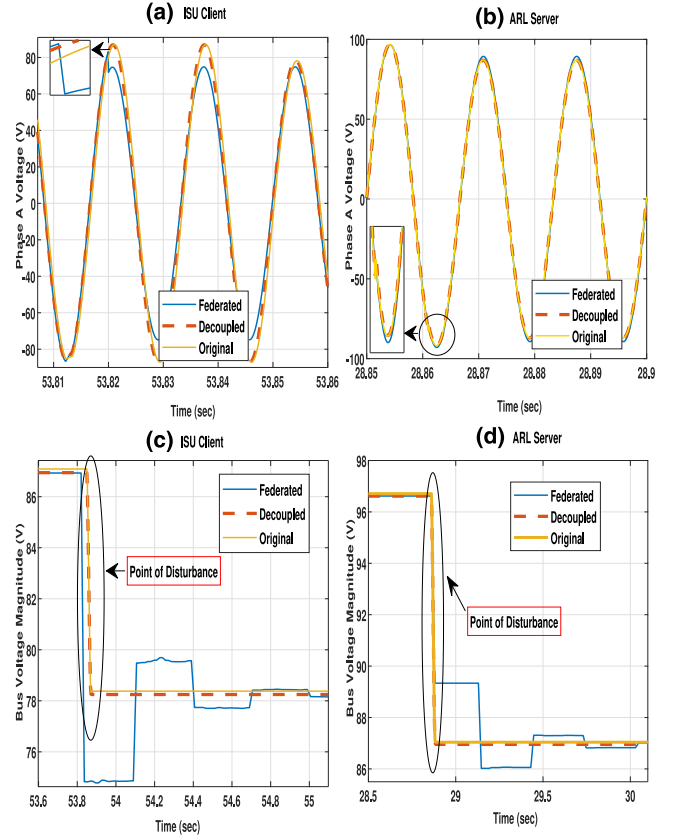 (a) ISU Client
Phase A Voltage (V)
80
60
40
20
0
-20
-40
-60
-80
Federated
Decoupled
Original
53.81
53.82
53.83
53.84
53.85
53.86
Time (sec)
(b) ARL Server
Phase A Voltage (V)
100
50
0
-50
-100
Federated
Decoupled
Original
28.85
28.86
28.87
28.88
28.89
28.9
Time (sec)
(c) ISU Client
Bus Voltage Magnitude (V)
86
84
82
80
78
76
Federated
Decoupled
Original
Point of Disturbance
53.6
53.8
54
54.2
54.4
54.6
54.8
55
Time (sec)
(d) ARL Server
Bus Voltage Magnitude (V)
98
96
94
92
90
88
86
Federated
Decoupled
Original
Point of Disturbance
28.5
29
29.5
30
Time (sec)